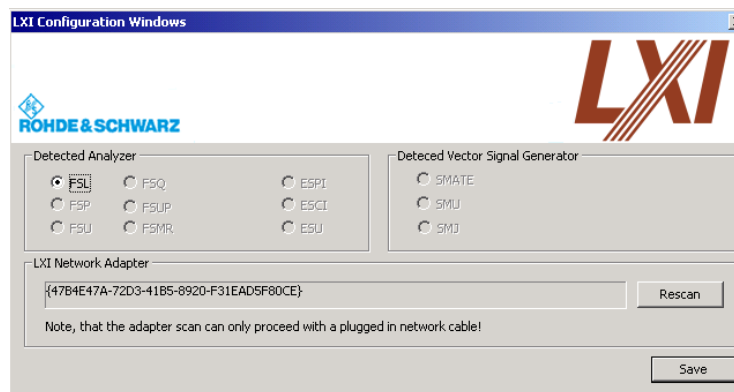 LXI Configuration Windows
LXI
ROHDE & SCHWARZ
Detected Analyzer
FSL FSQ ESPI
FSP FSUP ESCI
FSU FSMR ESU
Deteced Vector Signal Generator
SMATE
SMU
SMJ
LXI Network Adapter
{47B4E47A-72D3-41B5-8920-F31EAD5F80CE}
Rescan
Note, that the adapter scan can only proceed with a plugged in network cable!
Save